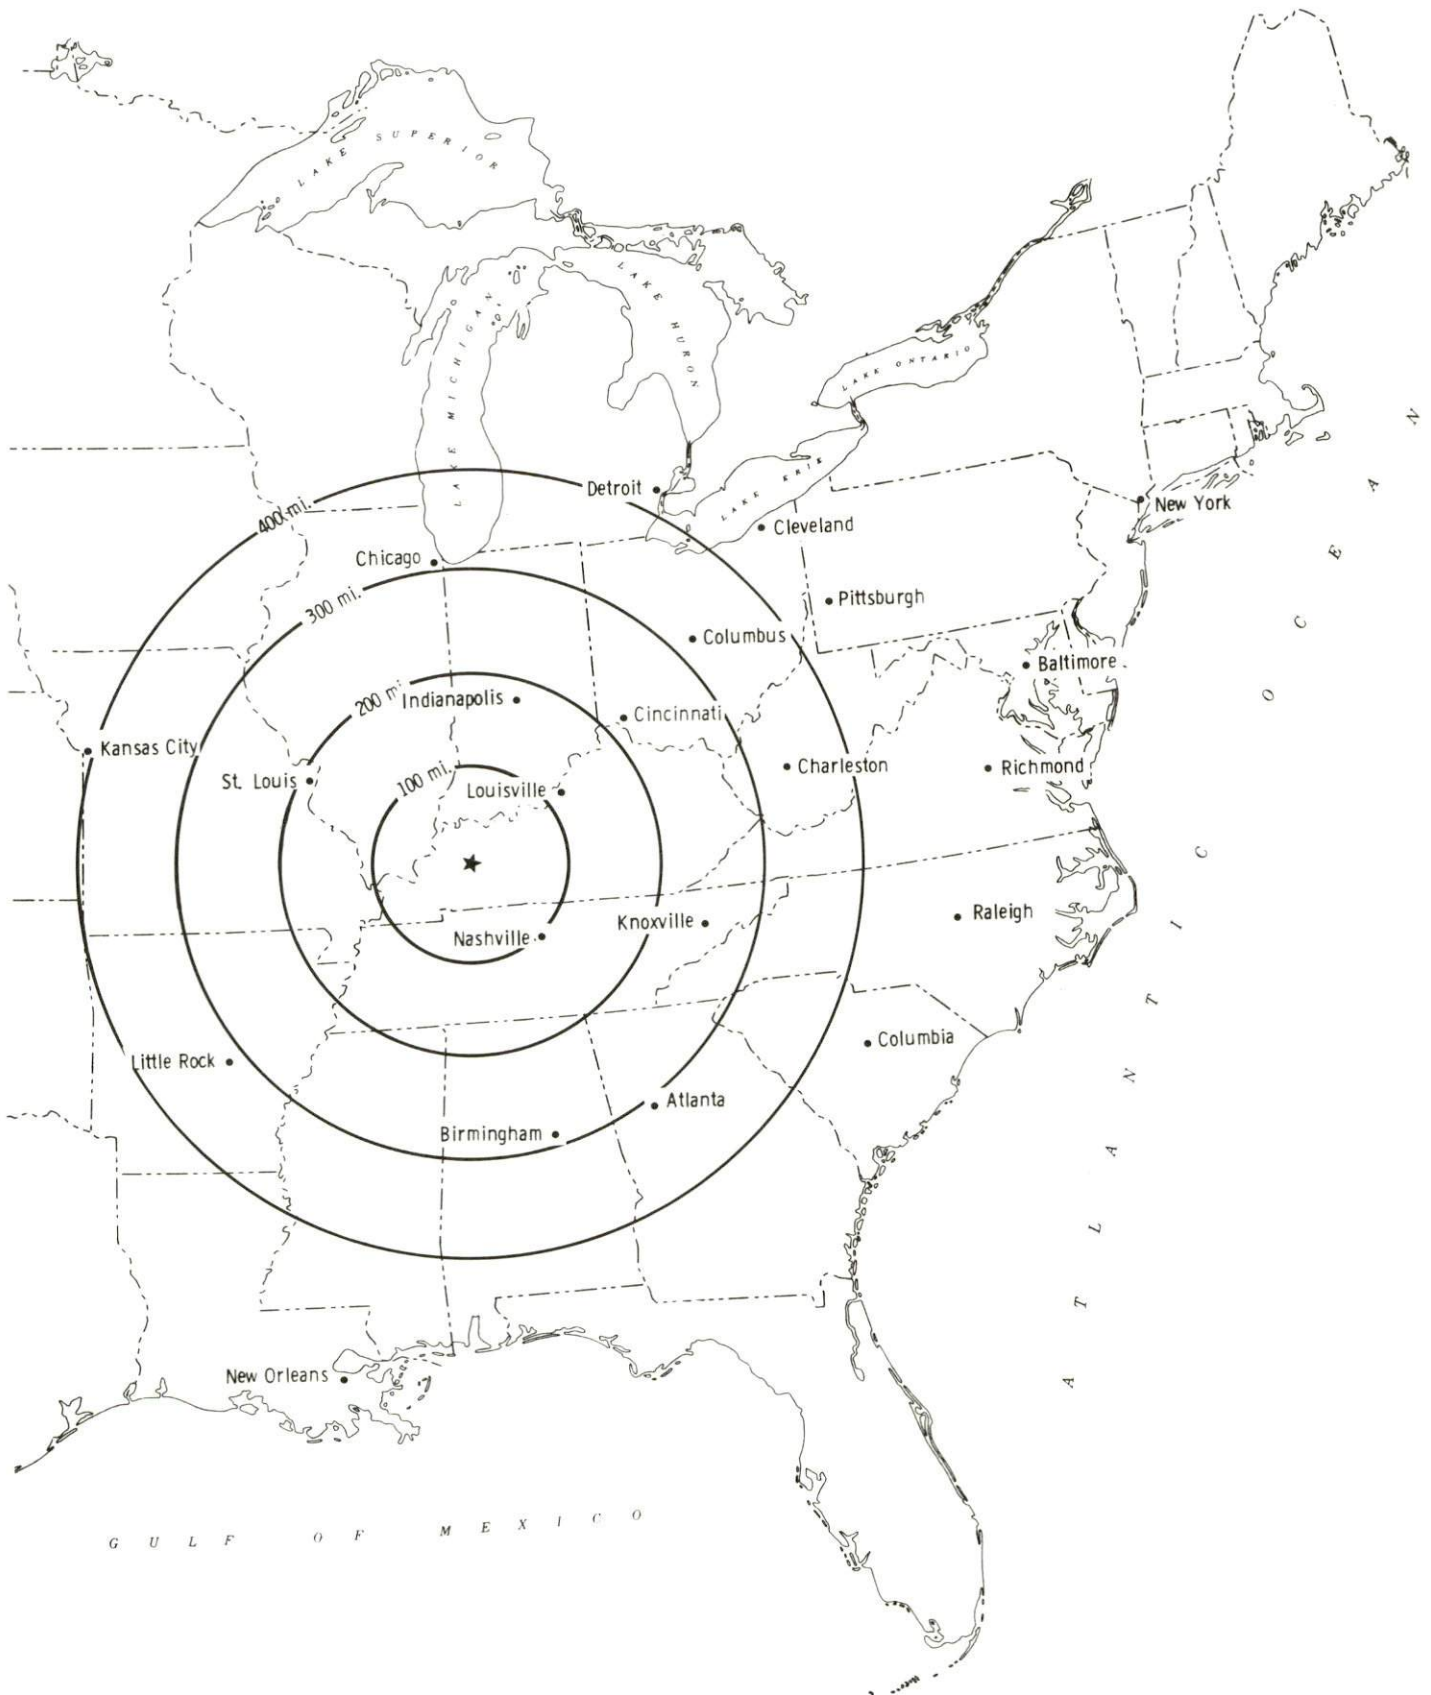 LAKE SUPERIOR
LAKE MICHIGAN
LAKE HURON
LAKE ONTARIO
LAKE ERIE
400 mi.
Detroit
New York
Cleveland
Chicago
300 mi.
Pittsburgh
Columbus
Baltimore
200 mi.
Indianapolis
Cincinnati
Kansas City
St. Louis
100 mi.
Louisville
Charleston
Richmond
Knoxville
Raleigh
Nashville
Little Rock
Columbia
Atlanta
Birmingham
New Orleans
ATLANTIC OCEAN
GULF OF MEXICO